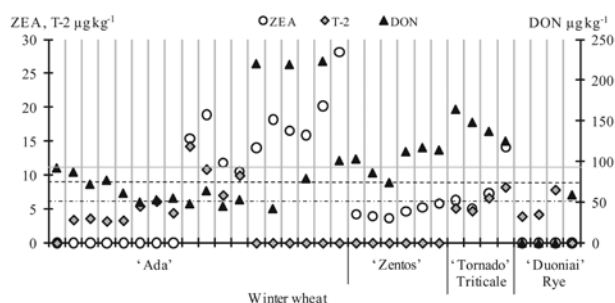 ZEA, T-2 µg kg-1 DON µg kg-1
ZEA T-2 DON
30 250
25 200
20 150
15
10 100
5 50
0 0
'Ada' 'Zentos' 'Tornado' 'Duoniai'
Triticale Rye
Winter wheat